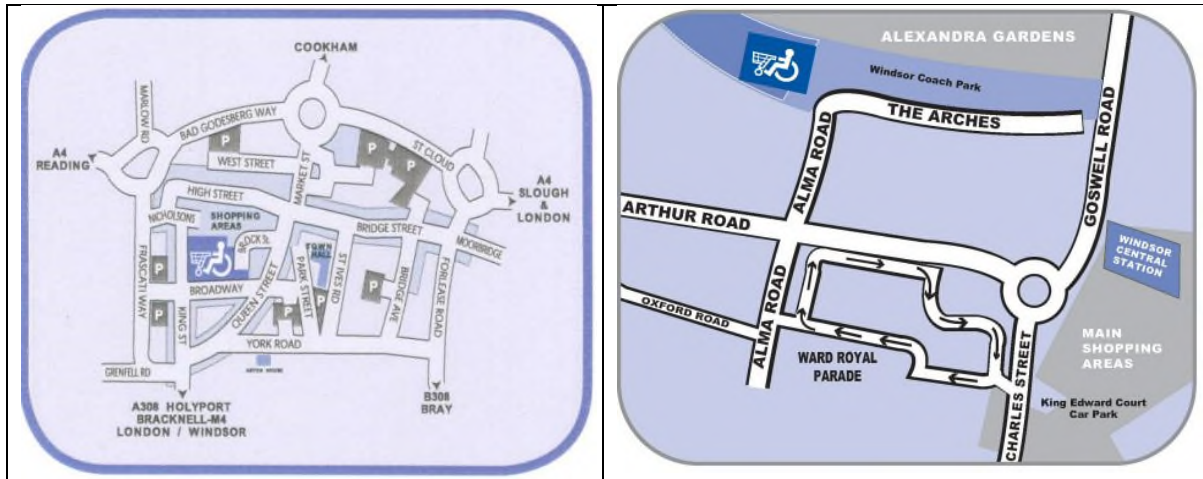 COOKHAM
MARLOW RD
BAD GODESBERG WAY
P
P
P
ST CLOUD
A4
READING
WEST STREET
MARKET ST
A4
SLOUGH
&
LONDON
HIGH STREET
NICHOLSONS
SHOPPING
AREAS
BROCK St.
TOWN
HALL
BRIDGE STREET
MOORBRIDGE
FRASCATI WAY
P
BROADWAY
QUEEN STREET
PARK STREET
ST IVES RD
P
BRIDGE AVE
FORLEASE ROAD
P
KING ST
P
P
YORK ROAD
GRENFELL RD
A308 HOLYPORT
BRACKNELL-M4
LONDON / WINDSOR
B308
BRAY
ALEXANDRA GARDENS
Windsor Coach Park
THE ARCHES
ALMA ROAD
GOSWELL ROAD
ARTHUR ROAD
WINDSOR
CENTRAL
STATION
OXFORD ROAD
ALMA ROAD
WARD ROYAL
PARADE
MAIN
SHOPPING
AREAS
CHARLES STREET
King Edward Court
Car Park